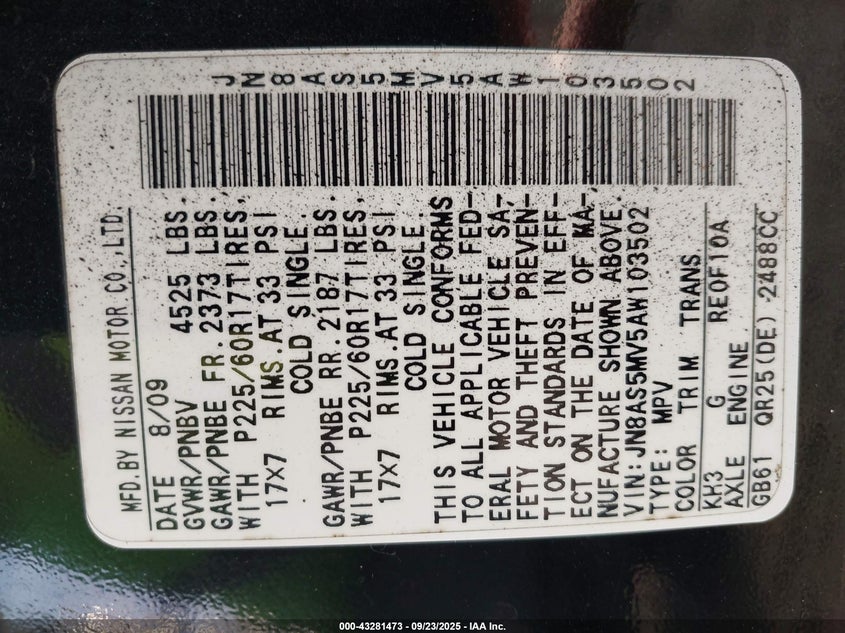 JN8AS5MV5AW103502
MFD.BY NISSAN MOTOR CO.,LTD.
DATE 8/09
GVWR/PNBV 4525 LBS.
GAWR/PNBE FR.2373 LBS.
WITH P225/60R17TIRES,
17X7 RIMS.AT 33 PSI
COLD SINGLE.
GAWR/PNBE RR.2187 LBS.
WITH P225/60R17TIRES,
17X7 RIMS.AT 33 PSI
COLD SINGLE.
THIS VEHICLE CONFORMS
TO ALL APPLICABLE FED-
ERAL MOTOR VEHICLE SA-
FETY AND THEFT PREVEN-
TION STANDARDS IN EFF-
ECT ON THE DATE OF MA-
NUFACTURE SHOWN ABOVE.
VIN:JN8AS5MV5AW103502
TYPE: MPV
COLOR TRIM TRANS.
KH3 G RE0F10A
AXLE ENGINE
GB61 QR25(DE) 2488CC
000-43281473 - 09/23/2025 - IAA Inc.